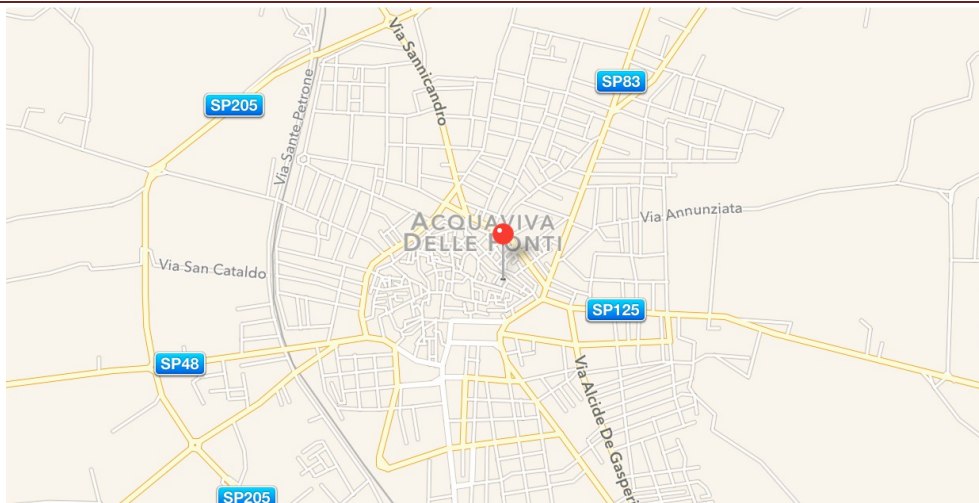 Via Sannicandro
SP83
SP205
Via Sante Petrone
ACQUAVIVA
DELLE FONTI
Via Annunziata
Via San Cataldo
SP125
SP48
Via Alcide De Gasperi
SP205